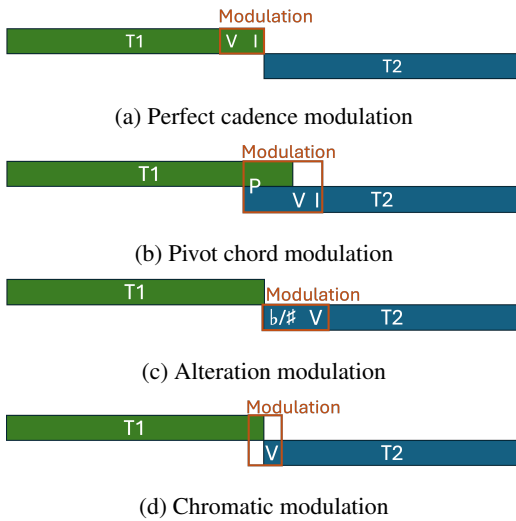 Modulation
T1 V I
T2
(a) Perfect cadence modulation
Modulation
T1 P
V I T2
(b) Pivot chord modulation
T1
Modulation
♭/♯ V T2
(c) Alteration modulation
Modulation
T1
V T2
(d) Chromatic modulation